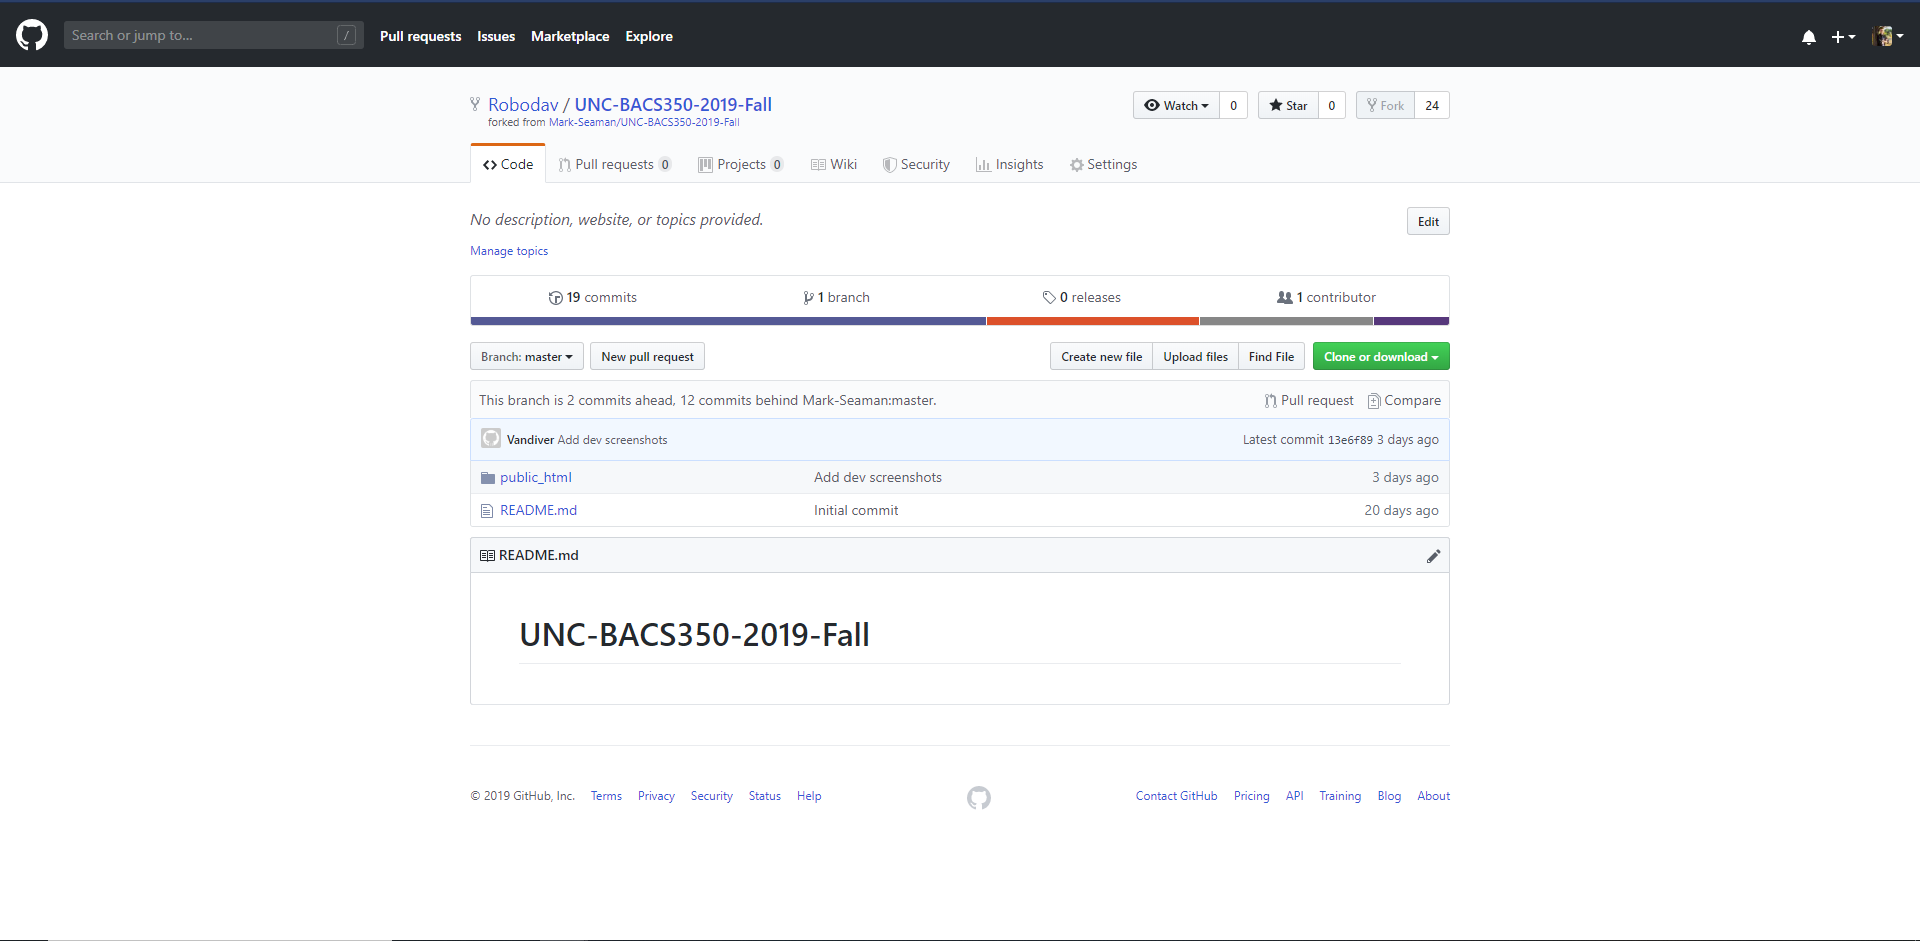 Search or jump to... /
Pull requests Issues Marketplace Explore
Robodav / UNC-BACS350-2019-Fall
forked from Mark-Seaman/UNC-BACS350-2019-Fall
Watch 0 Star 0 Fork 24
Code Pull requests 0 Projects 0 Wiki Security Insights Settings
No description, website, or topics provided.
Edit
Manage topics
19 commits 1 branch 0 releases 1 contributor
Branch: master New pull request Create new file Upload files Find File Clone or download
This branch is 2 commits ahead, 12 commits behind Mark-Seaman:master. Pull request Compare
Vandiver Add dev screenshots Latest commit 13e6f89 3 days ago
public_html Add dev screenshots 3 days ago
README.md Initial commit 20 days ago
README.md
UNC-BACS350-2019-Fall
© 2019 GitHub, Inc. Terms Privacy Security Status Help Contact GitHub Pricing API Training Blog About